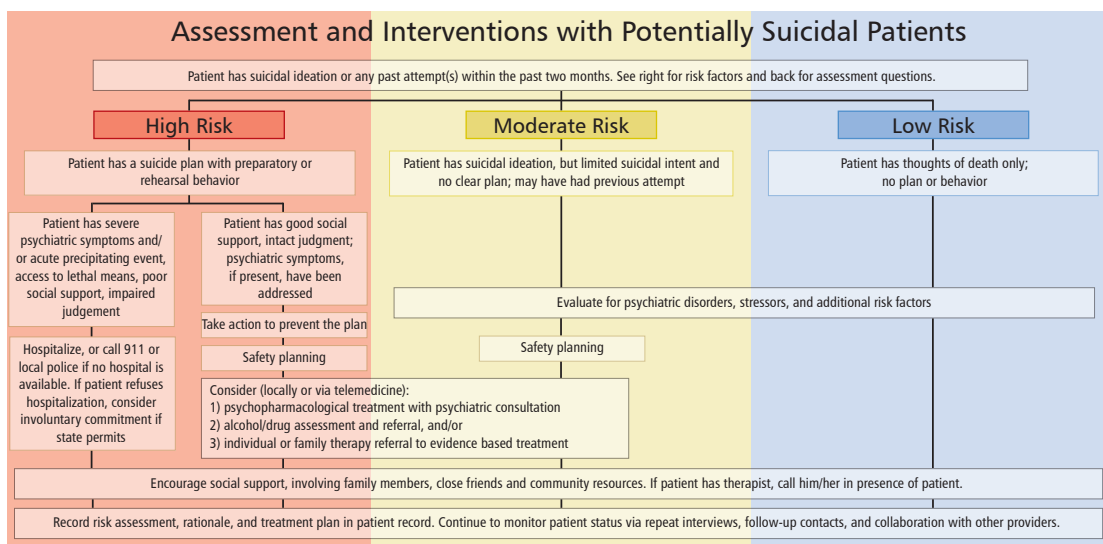 Assessment and Interventions with Potentially Suicidal Patients
Patient has suicidal ideation or any past attempt(s) within the past two months. See right for risk factors and back for assessment questions.
High Risk
Moderate Risk
Low Risk
Patient has a suicide plan with preparatory or
rehearsal behavior
Patient has suicidal ideation, but limited suicidal intent and
no clear plan; may have had previous attempt
Patient has thoughts of death only;
no plan or behavior
Patient has severe
psychiatric symptoms and/
or acute precipitating event,
access to lethal means, poor
social support, impaired
judgement
Patient has good social
support, intact judgment;
psychiatric symptoms,
if present, have been
addressed
Evaluate for psychiatric disorders, stressors, and additional risk factors
Take action to prevent the plan
Safety planning
Safety planning
Hospitalize, or call 911 or
local police if no hospital is
available. If patient refuses
hospitalization, consider
involuntary commitment if
state permits
Consider (locally or via telemedicine):
1) psychopharmacological treatment with psychiatric consultation
2) alcohol/drug assessment and referral, and/or
3) individual or family therapy referral to evidence based treatment
Encourage social support, involving family members, close friends and community resources. If patient has therapist, call him/her in presence of patient.
Record risk assessment, rationale, and treatment plan in patient record. Continue to monitor patient status via repeat interviews, follow-up contacts, and collaboration with other providers.